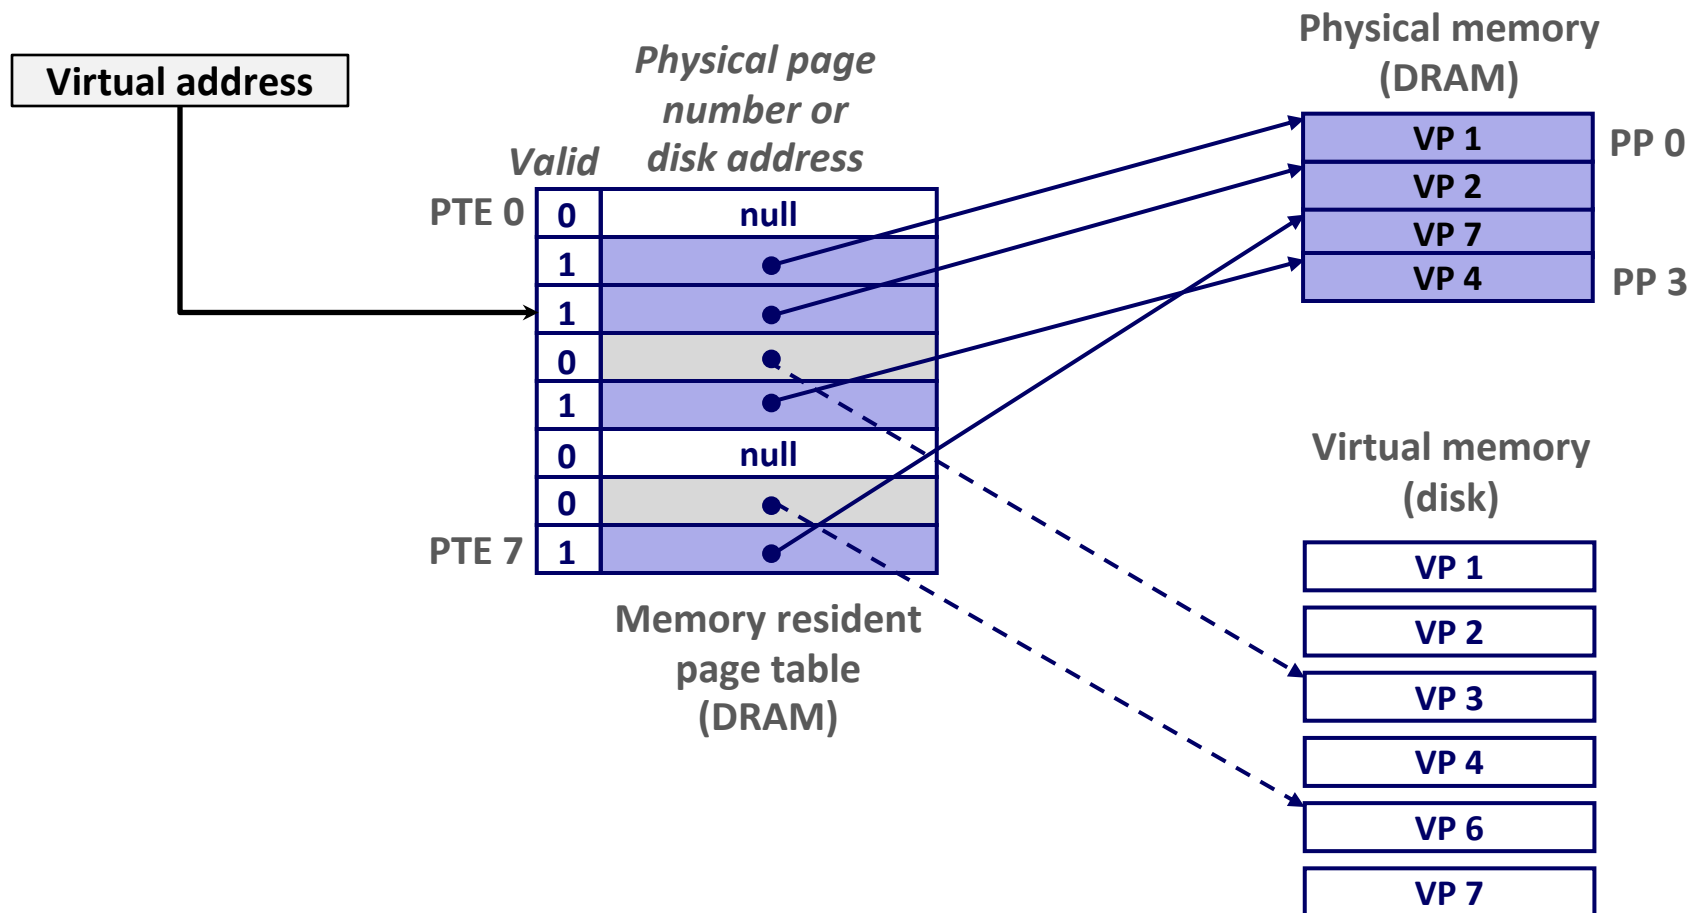 Virtual address
Physical page
number or
disk address
Valid
PTE 0
0
null
1
1
0
1
0
null
0
PTE 7
1
Memory resident
page table
(DRAM)
Physical memory
(DRAM)
VP 1
PP 0
VP 2
VP 7
VP 4
PP 3
Virtual memory
(disk)
VP 1
VP 2
VP 3
VP 4
VP 6
VP 7